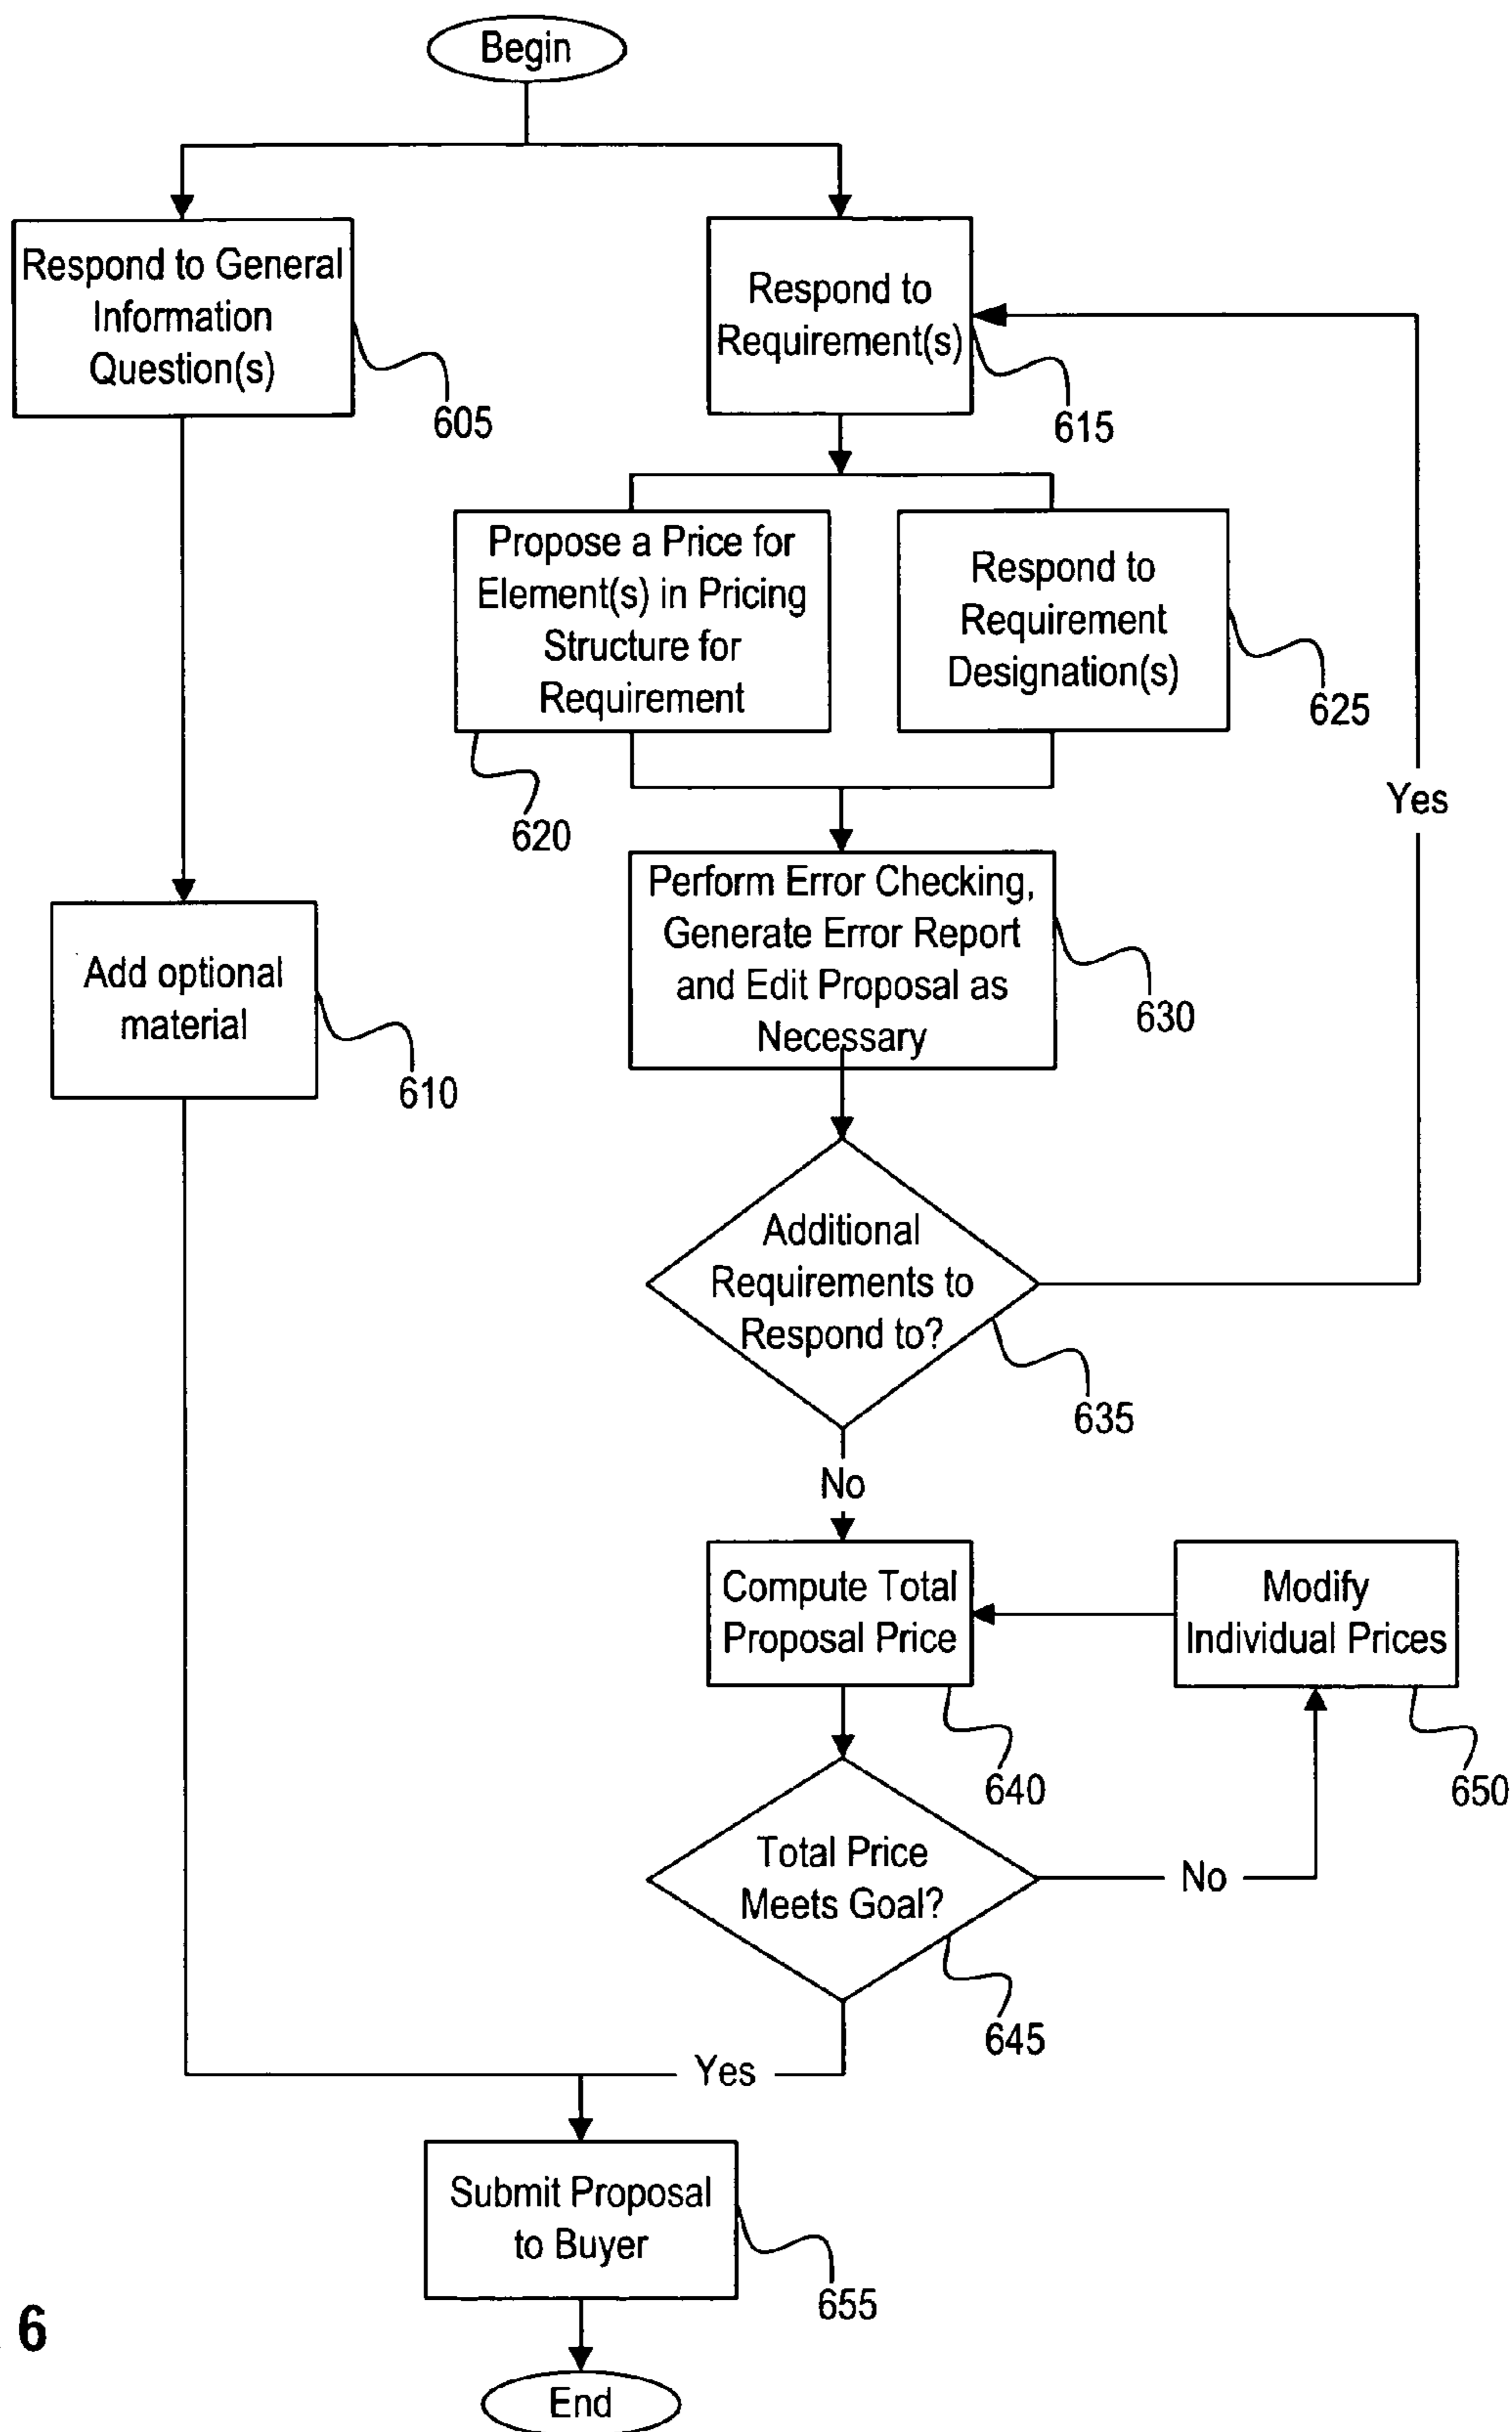 Begin
Respond to General
Information
Question(s)
605
Respond to
Requirement(s)
615
Propose a Price for
Element(s) in Pricing
Structure for
Requirement
620
Respond to
Requirement
Designation(s)
625
Yes
Perform Error Checking,
Generate Error Report
and Edit Proposal as
Necessary
630
Add optional
material
610
Additional
Requirements to
Respond to?
635
No
Compute Total
Proposal Price
640
Modify
Individual Prices
650
Total Price
Meets Goal?
645
No
Yes
Submit Proposal
to Buyer
655
6
End